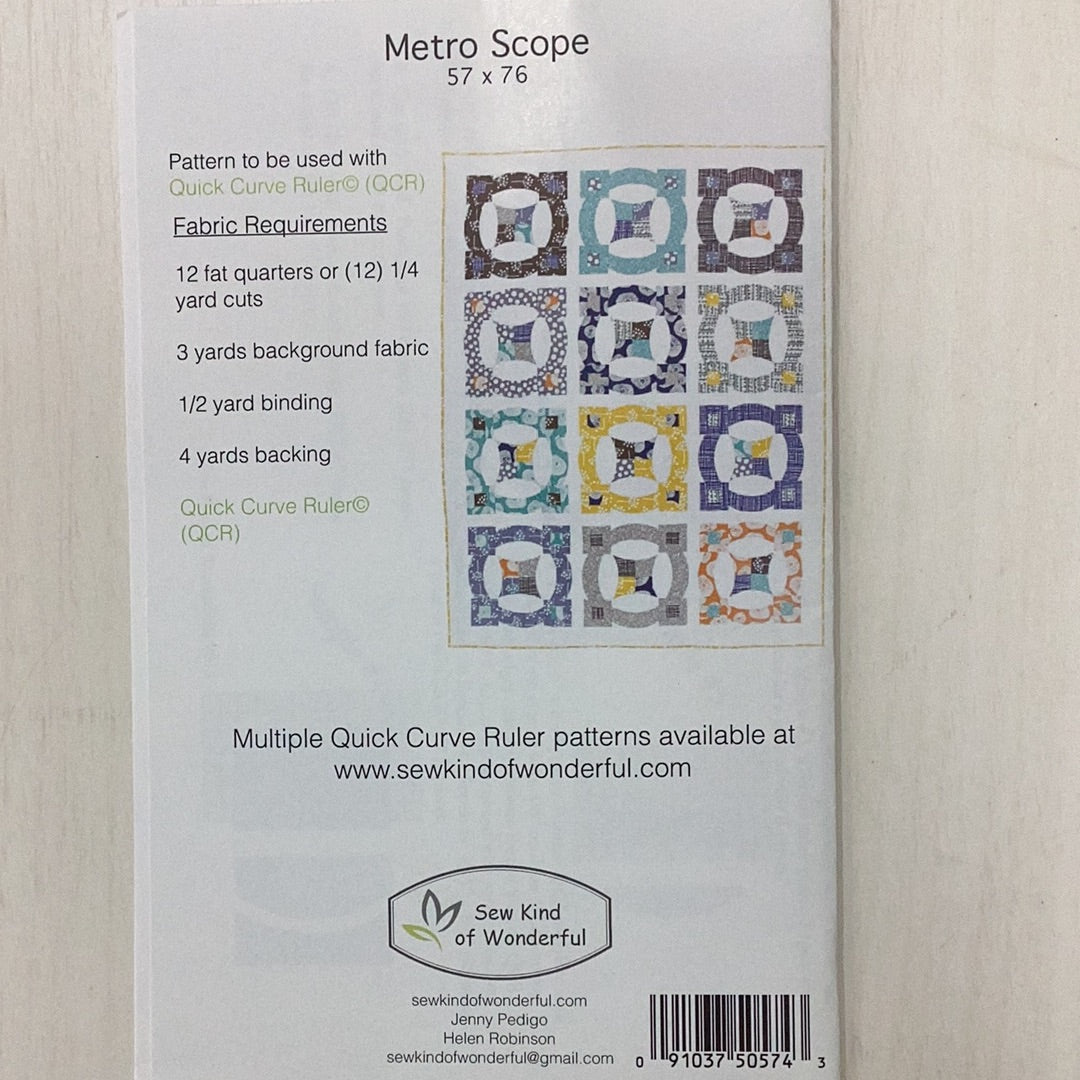 Metro Scope
57 x 76
Pattern to be used with
Quick Curve Ruler© (QCR)
Fabric Requirements
12 fat quarters or (12) 1/4
yard cuts
3 yards background fabric
1/2 yard binding
4 yards backing
Quick Curve Ruler©
(QCR)
Multiple Quick Curve Ruler patterns available at
www.sewkindofwonderful.com
Sew Kind
of Wonderful
sewkindofwonderful.com
Jenny Pedigo
Helen Robinson
sewkindofwonderful@gmail.com
0 91037 50574 3